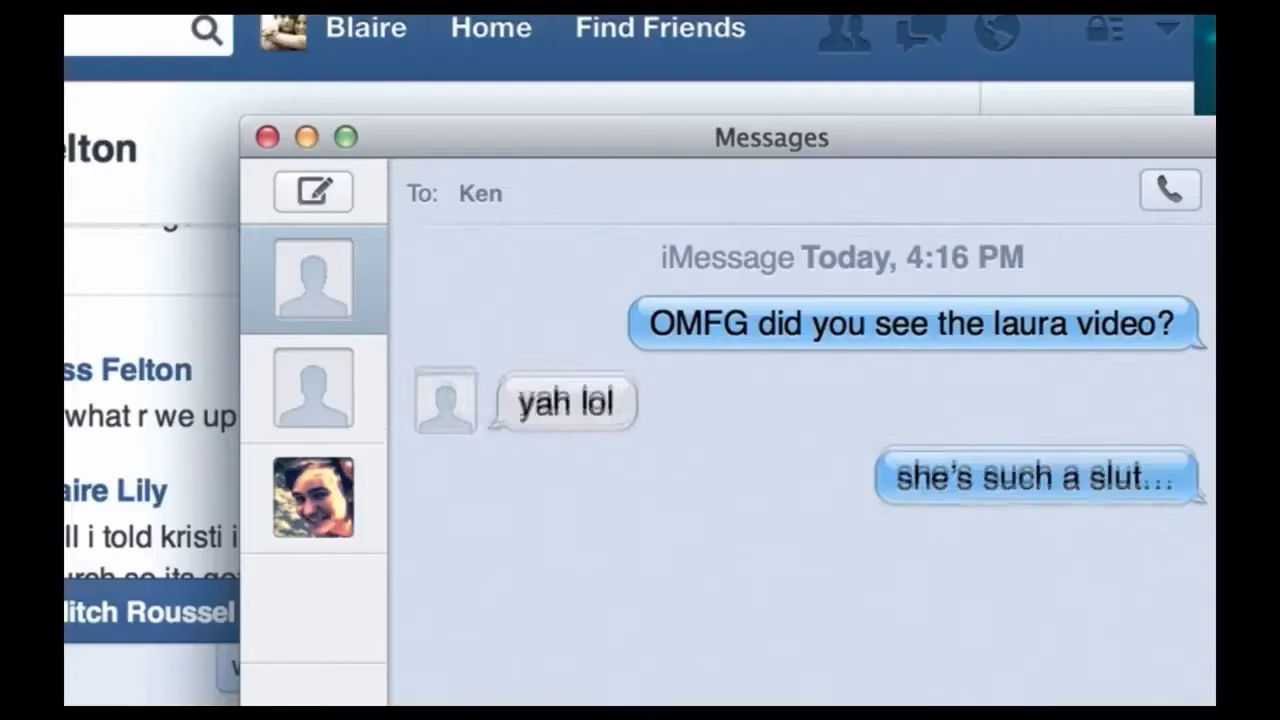 Blaire Home Find Friends
elton
Messages
To: Ken
iMessage Today, 4:16 PM
OMFG did you see the laura video?
yah lol
she's such a slut...
ss Felton
what r we up
aire Lily
ll i told kristi i
litch Roussel